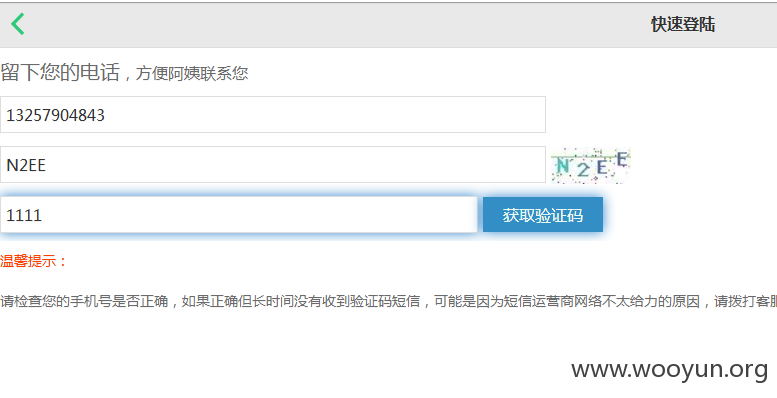 快速登陆
留下您的电话，方便阿姨联系您
13257904843
N2EE N2EE
1111 获取验证码
温馨提示：
请检查您的手机号是否正确，如果正确但长时间没有收到验证码短信，可能是因为短信运营商网络不太给力的原因，请拨打客服
www.wooyun.org